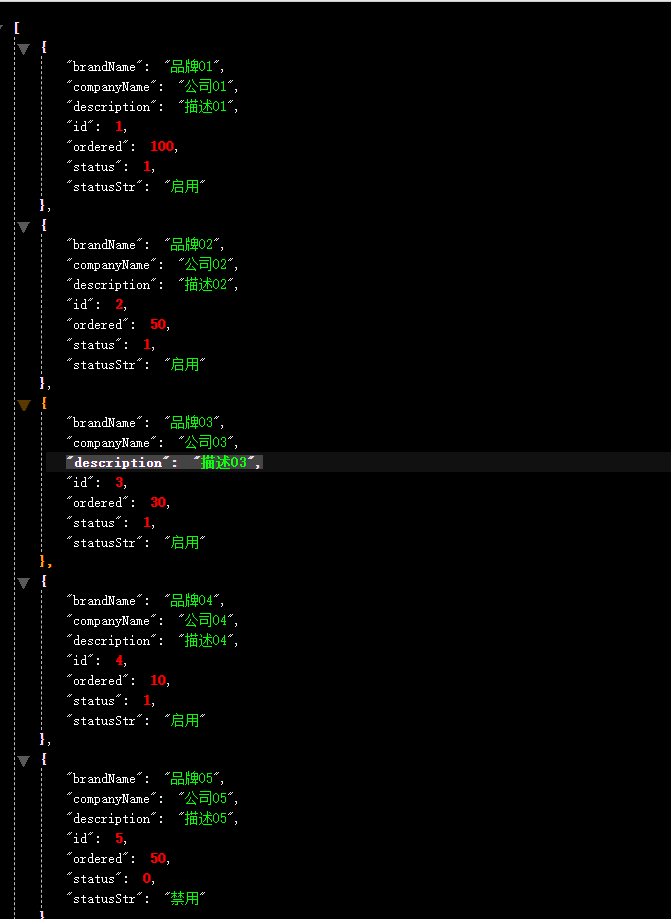 [
{
"brandName": "品牌01",
"companyName": "公司01",
"description": "描述01",
"id": 1,
"ordered": 100,
"status": 1,
"statusStr": "启用"
},
{
"brandName": "品牌02",
"companyName": "公司02",
"description": "描述02",
"id": 2,
"ordered": 50,
"status": 1,
"statusStr": "启用"
},
{
"brandName": "品牌03",
"companyName": "公司03",
"description": "描述03",
"id": 3,
"ordered": 30,
"status": 1,
"statusStr": "启用"
},
{
"brandName": "品牌04",
"companyName": "公司04",
"description": "描述04",
"id": 4,
"ordered": 10,
"status": 1,
"statusStr": "启用"
},
{
"brandName": "品牌05",
"companyName": "公司05",
"description": "描述05",
"id": 5,
"ordered": 50,
"status": 0,
"statusStr": "禁用"
}